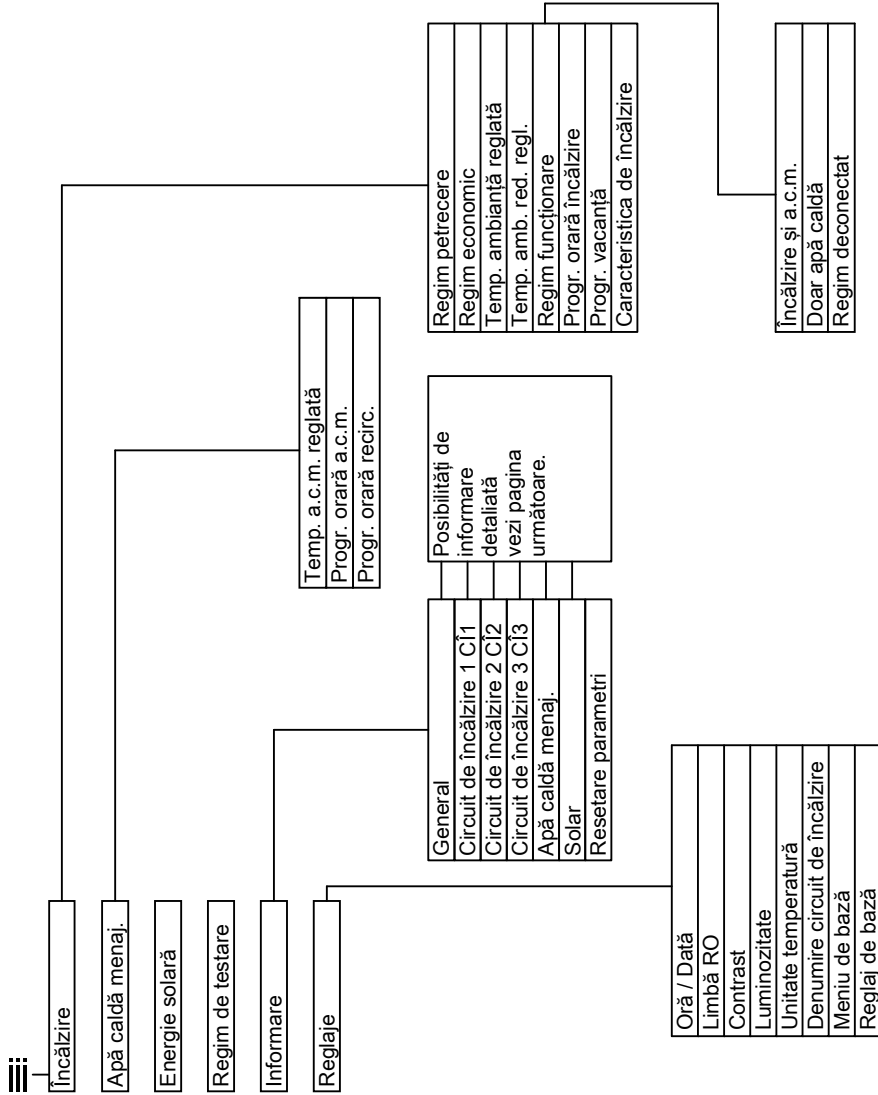 Încălzire
Apă caldă menaj.
Energie solară
Regim de testare
Informare
Reglaje
Regim petrecere
Regim economic
Temp. ambianță reglată
Temp. amb. red. regl.
Regim funcționare
Progr. orară încălzire
Progr. vacanță
Caracteristica de încălzire
Încălzire și a.c.m.
Doar apă caldă
Regim deconectat
Temp. a.c.m. reglată
Progr. orară a.c.m.
Progr. orară recirc.
General
Circuit de încălzire 1 CÎ1
Circuit de încălzire 2 CÎ2
Circuit de încălzire 3 CÎ3
Apă caldă menaj.
Solar
Resetare parametri
Posibilități de
informare
detaliată
vezi pagina
următoare.
Oră / Dată
Limbă RO
Contrast
Luminozitate
Unitate temperatură
Denumire circuit de încălzire
Meniu de bază
Reglaj de bază